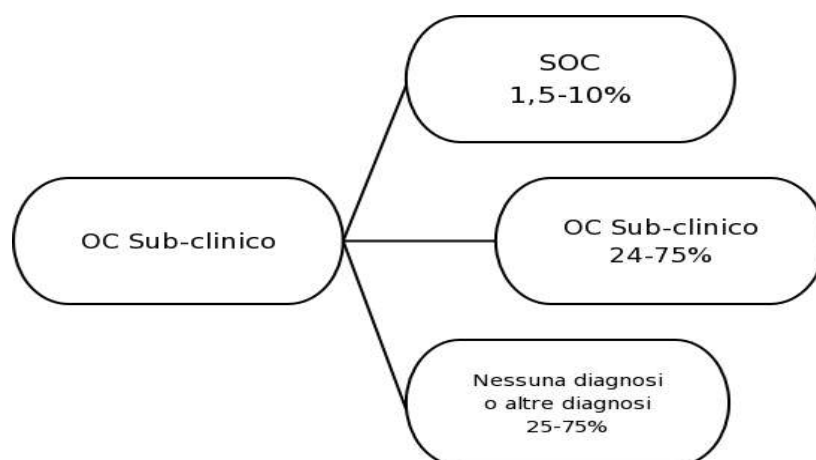 SOC
1,5-10%
OC Sub-clinico
OC Sub-clinico
24-75%
Nessuna diagnosi
o altre diagnosi
25-75%